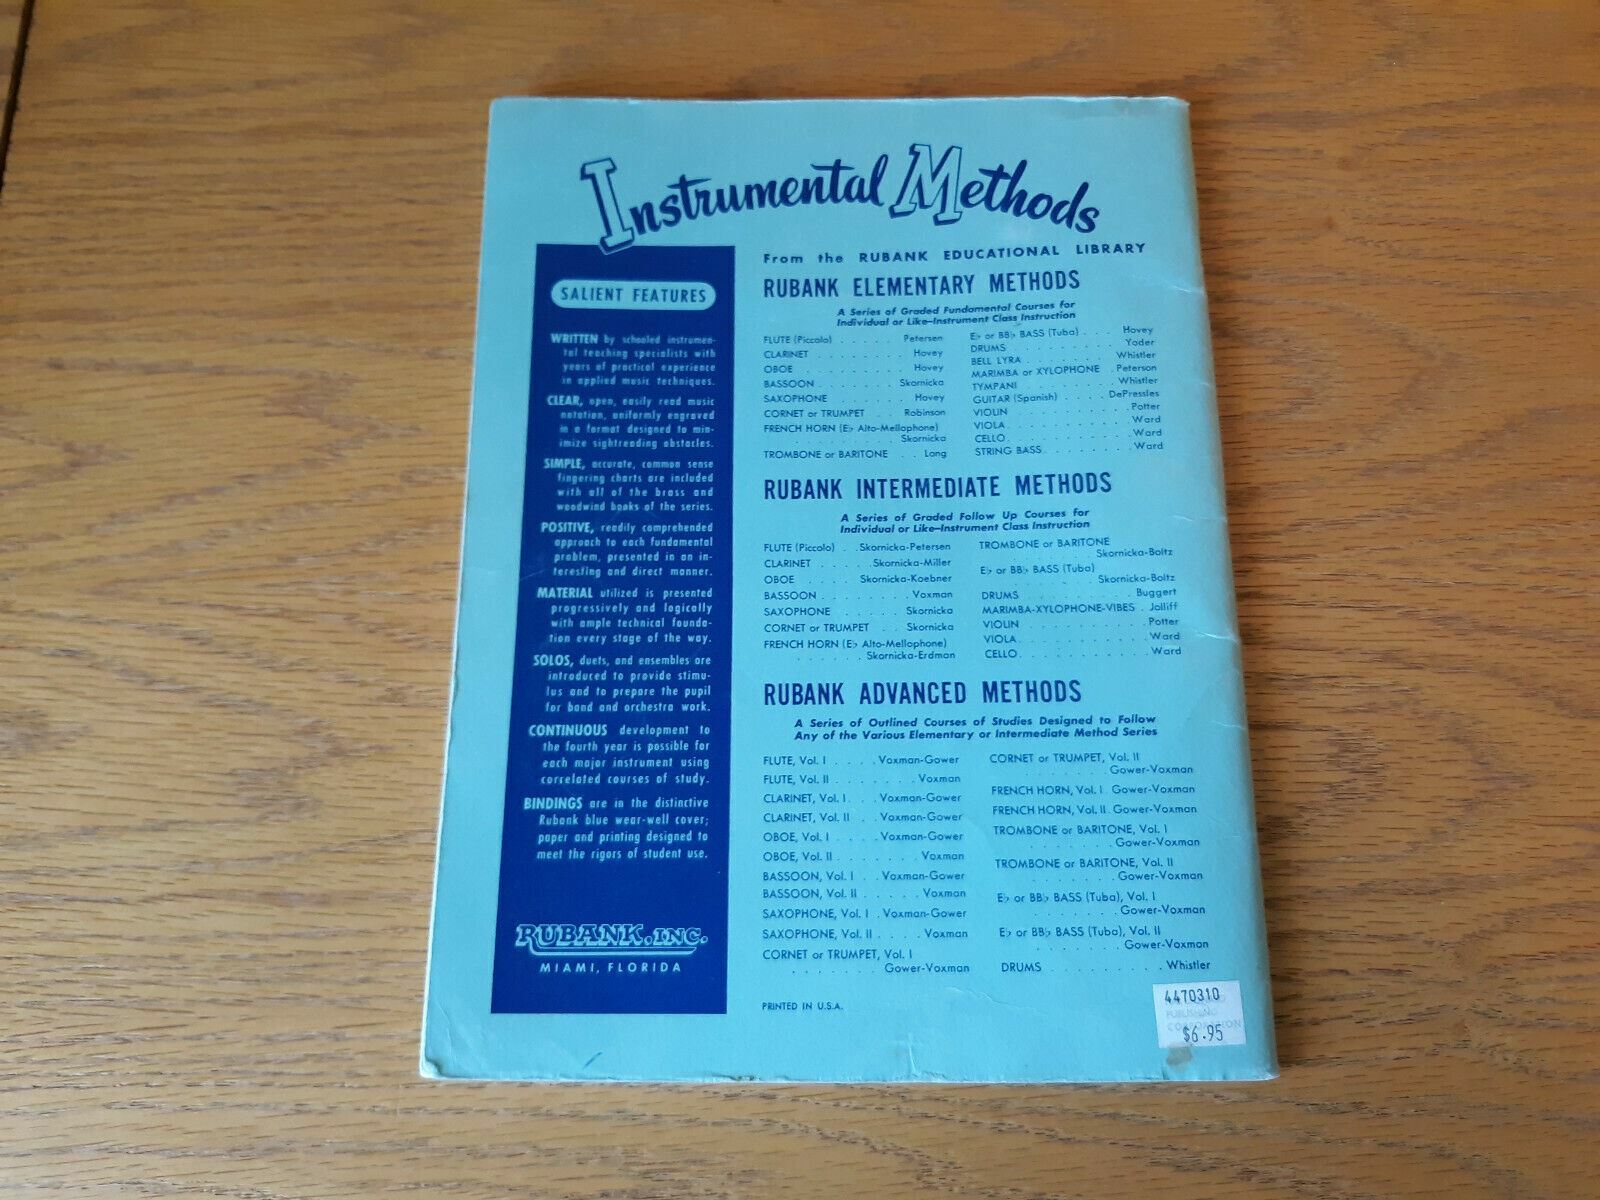 Instrumental Methods
SALIENT FEATURES
WRITTEN by schooled instrumen-
tal teaching specialists with
years of practical experience
in applied music techniques.
CLEAR, open, easily read music
notation, uniformly engraved
in a format designed to min-
imize sightreading obstacles.
SIMPLE, accurate, common sense
fingering charts are included
with all of the brass and
woodwind books of the series.
POSITIVE, readily comprehended
approach to each fundamental
problem, presented in an in-
teresting and direct manner.
MATERIAL utilized is presented
progressively and logically
with ample technical founda-
tion every stage of the way.
SOLOS, duets, and ensembles are
introduced to provide stimu-
lus and to prepare the pupil
for band and orchestra work.
CONTINUOUS development to
the fourth year is possible for
each major instrument using
correlated courses of study.
BINDINGS are in the distinctive
Rubank blue wear-well cover;
paper and printing designed to
meet the rigors of student use.
RUBANK, INC.
MIAMI, FLORIDA
From the RUBANK EDUCATIONAL LIBRARY
RUBANK ELEMENTARY METHODS
A Series of Graded Fundamental Courses for
Individual or Like-Instrument Class Instruction
FLUTE (Piccolo) . . . . . . . Petersen
CLARINET . . . . . . . . . Hovey
OBOE . . . . . . . . . . . Hovey
BASSOON . . . . . . . . . Skornicka
SAXOPHONE . . . . . . . . Hovey
CORNET or TRUMPET . . . Robinson
FRENCH HORN (E♭ Alto-Mellophone)
. . . . . . . . . . . Skornicka
TROMBONE or BARITONE . . Long
E♭ or BB♭ BASS (Tuba) . . . Hovey
DRUMS . . . . . . . . . . Yoder
BELL LYRA . . . . . . . . Whistler
MARIMBA or XYLOPHONE . Peterson
TYMPANI . . . . . . . . . Whistler
GUITAR (Spanish) . . . . DePressles
VIOLIN . . . . . . . . . . Potter
VIOLA . . . . . . . . . . . Ward
CELLO . . . . . . . . . . . Ward
STRING BASS . . . . . . . . Ward
RUBANK INTERMEDIATE METHODS
A Series of Graded Follow Up Courses for
Individual or Like-Instrument Class Instruction
FLUTE (Piccolo) . . Skornicka-Petersen
CLARINET . . . . . Skornicka-Miller
OBOE . . . . . . Skornicka-Koebner
BASSOON . . . . . . . . . Voxman
SAXOPHONE . . . . . . . Skornicka
CORNET or TRUMPET . . . Skornicka
FRENCH HORN (E♭ Alto-Mellophone)
. . . . . . Skornicka-Erdman
TROMBONE or BARITONE
. . . . . . . . . . Skornicka-Boltz
E♭ or BB♭ BASS (Tuba)
. . . . . . . . . . Skornicka-Boltz
DRUMS . . . . . . . . . . Buggert
MARIMBA-XYLOPHONE-VIBES . Jolliff
VIOLIN . . . . . . . . . . . Potter
VIOLA . . . . . . . . . . . . Ward
CELLO . . . . . . . . . . . . Ward
RUBANK ADVANCED METHODS
A Series of Outlined Courses of Studies Designed to Follow
Any of the Various Elementary or Intermediate Method Series
FLUTE, Vol. I . . . . Voxman-Gower
FLUTE, Vol. II . . . . . . . Voxman
CLARINET, Vol. I . . . Voxman-Gower
CLARINET, Vol. II . . . Voxman-Gower
OBOE, Vol. I . . . . Voxman-Gower
OBOE, Vol. II . . . . . . . Voxman
BASSOON, Vol. I . . Voxman-Gower
BASSOON, Vol. II . . . . . Voxman
SAXOPHONE, Vol. I . Voxman-Gower
SAXOPHONE, Vol. II . . . . Voxman
CORNET or TRUMPET, Vol. I
. . . . . . . . Gower-Voxman
CORNET or TRUMPET, Vol. II
. . . . . . . Gower-Voxman
FRENCH HORN, Vol. I Gower-Voxman
FRENCH HORN, Vol. II Gower-Voxman
TROMBONE or BARITONE, Vol. I
. . . . . . . Gower-Voxman
TROMBONE or BARITONE, Vol. II
. . . . . . . Gower-Voxman
E♭ or BB♭ BASS (Tuba), Vol. I
. . . . . . . Gower-Voxman
E♭ or BB♭ BASS (Tuba), Vol. II
. . . . . . . Gower-Voxman
DRUMS . . . . . . . . . . Whistler
PRINTED IN U.S.A.
4470310
PUBLISHING
CORPORATION
$6.95